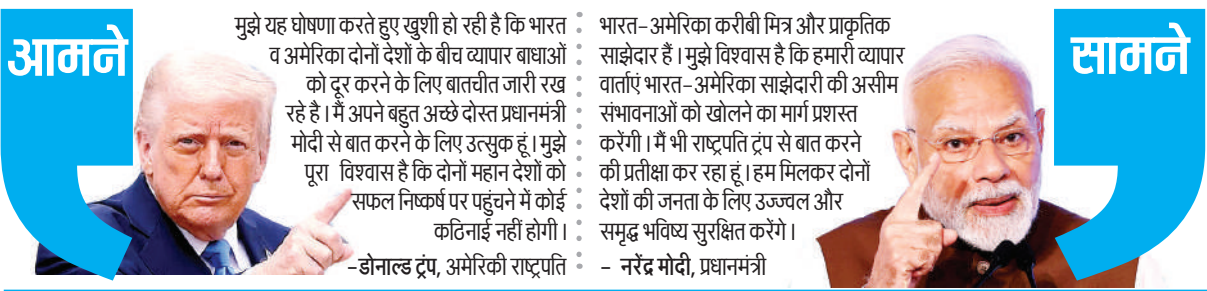 आमने
मुझे यह घोषणा करते हुए खुशी हो रही है कि भारत
व अमेरिका दोनों देशों के बीच व्यापार बाधाओं
को दूर करने के लिए बातचीत जारी रख
रहे है। मैं अपने बहुत अच्छे दोस्त प्रधानमंत्री
मोदी से बात करने के लिए उत्सुक हूं। मुझे
पूरा विश्वास है कि दोनों महान देशों को
सफल निष्कर्ष पर पहुंचने में कोई
कठिनाई नहीं होगी।
-डोनाल्ड ट्रंप, अमेरिकी राष्ट्रपति
भारत-अमेरिका करीबी मित्र और प्राकृतिक
साझेदार हैं। मुझे विश्वास है कि हमारी व्यापार
वार्ताएं भारत-अमेरिका साझेदारी की असीम
संभावनाओं को खोलने का मार्ग प्रशस्त
करेंगी। मैं भी राष्ट्रपति ट्रंप से बात करने
की प्रतीक्षा कर रहा हूं। हम मिलकर दोनों
देशों की जनता के लिए उज्ज्वल और
समृद्ध भविष्य सुरक्षित करेंगे।
- नरेंद्र मोदी, प्रधानमंत्री
सामने